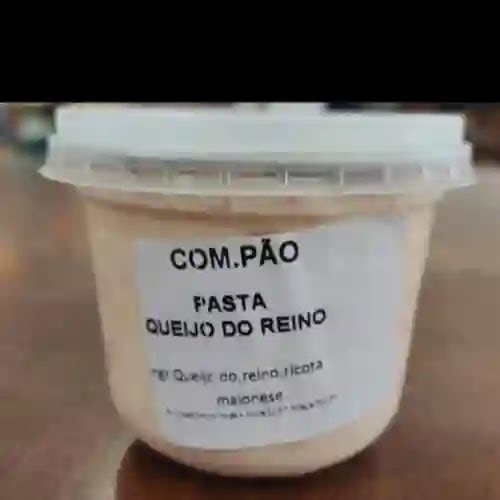 COM.PÃO
PASTA
QUEIJO DO REINO
Queijo do,reino,ricota
maionese